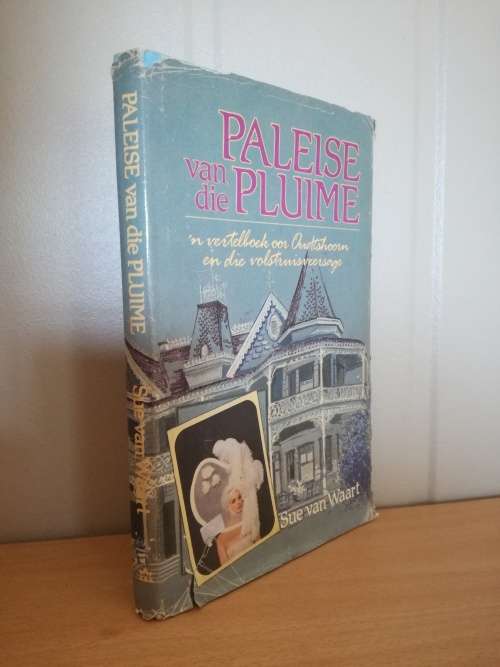 PALEISE van die PLUIME
Sue van Waart
PALEISE
van
die PLUIME
'n vertelboek oor Oudtshoorn
en die volstruisveersage
Sue van Waart